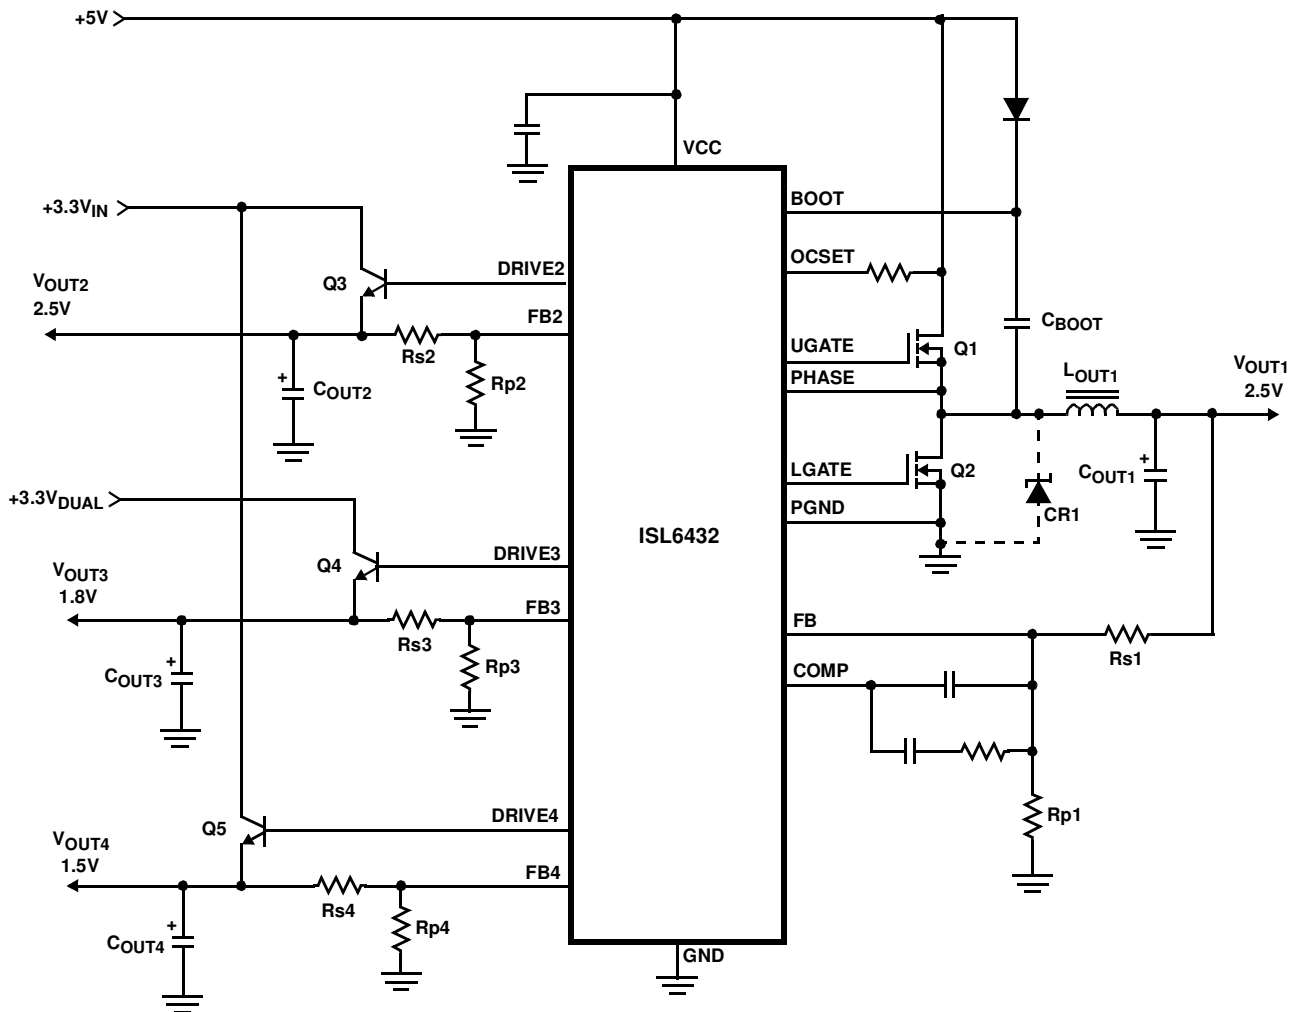 +5V
VCC
+3.3VIN
BOOT
OCSET
DRIVE2
Q3
VOUT2
2.5V
FB2
Rs2
Rp2
COUT2
+
CBOOT
UGATE
Q1
PHASE
LOUT1
VOUT1
2.5V
LGATE
Q2
PGND
CR1
COUT1
+
ISL6432
+3.3VDUAL
DRIVE3
Q4
VOUT3
1.8V
FB3
Rs3
Rp3
COUT3
+
FB
Rs1
COMP
Rp1
DRIVE4
Q5
VOUT4
1.5V
FB4
Rs4
Rp4
COUT4
+
GND